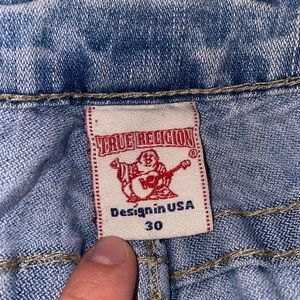 TRUE RELIGION
®
Design in USA
30